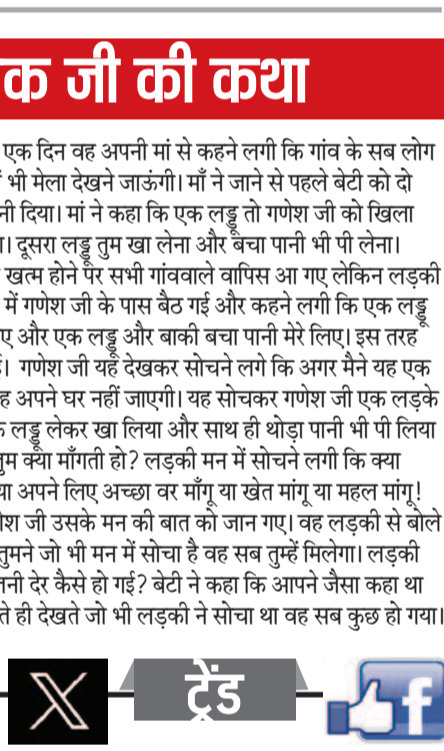 क जी की कथा
एक दिन वह अपनी मां से कहने लगी कि गांव के सब लोग
भी मेला देखने जाऊंगी। माँ ने जाने से पहले बेटी को दो
नी दिया। मां ने कहा कि एक लड्डू तो गणेश जी को खिला
। दूसरा लड्डू तुम खा लेना और बचा पानी भी पी लेना।
खत्म होने पर सभी गांववाले वापिस आ गए लेकिन लड़की
में गणेश जी के पास बैठ गई और कहने लगी कि एक लड्डू
ए और एक लड्डू और बाकी बचा पानी मेरे लिए। इस तरह
। गणेश जी यह देखकर सोचने लगे कि अगर मैने यह एक
ह अपने घर नहीं जाएगी। यह सोचकर गणेश जी एक लड़के
लड्डू लेकर खा लिया और साथ ही थोड़ा पानी भी पी लिया
तुम क्या माँगती हो? लड़की मन में सोचने लगी कि क्या
या अपने लिए अच्छा वर माँगू या खेत मांगू या महल मांगू!
ेश जी उसके मन की बात को जान गए। वह लड़की से बोले
तुमने जो भी मन में सोचा है वह सब तुम्हें मिलेगा। लड़की
तनी देर कैसे हो गई? बेटी ने कहा कि आपने जैसा कहा था
ते ही देखते जो भी लड़की ने सोचा था वह सब कुछ हो गया।
X ट्रेंड f